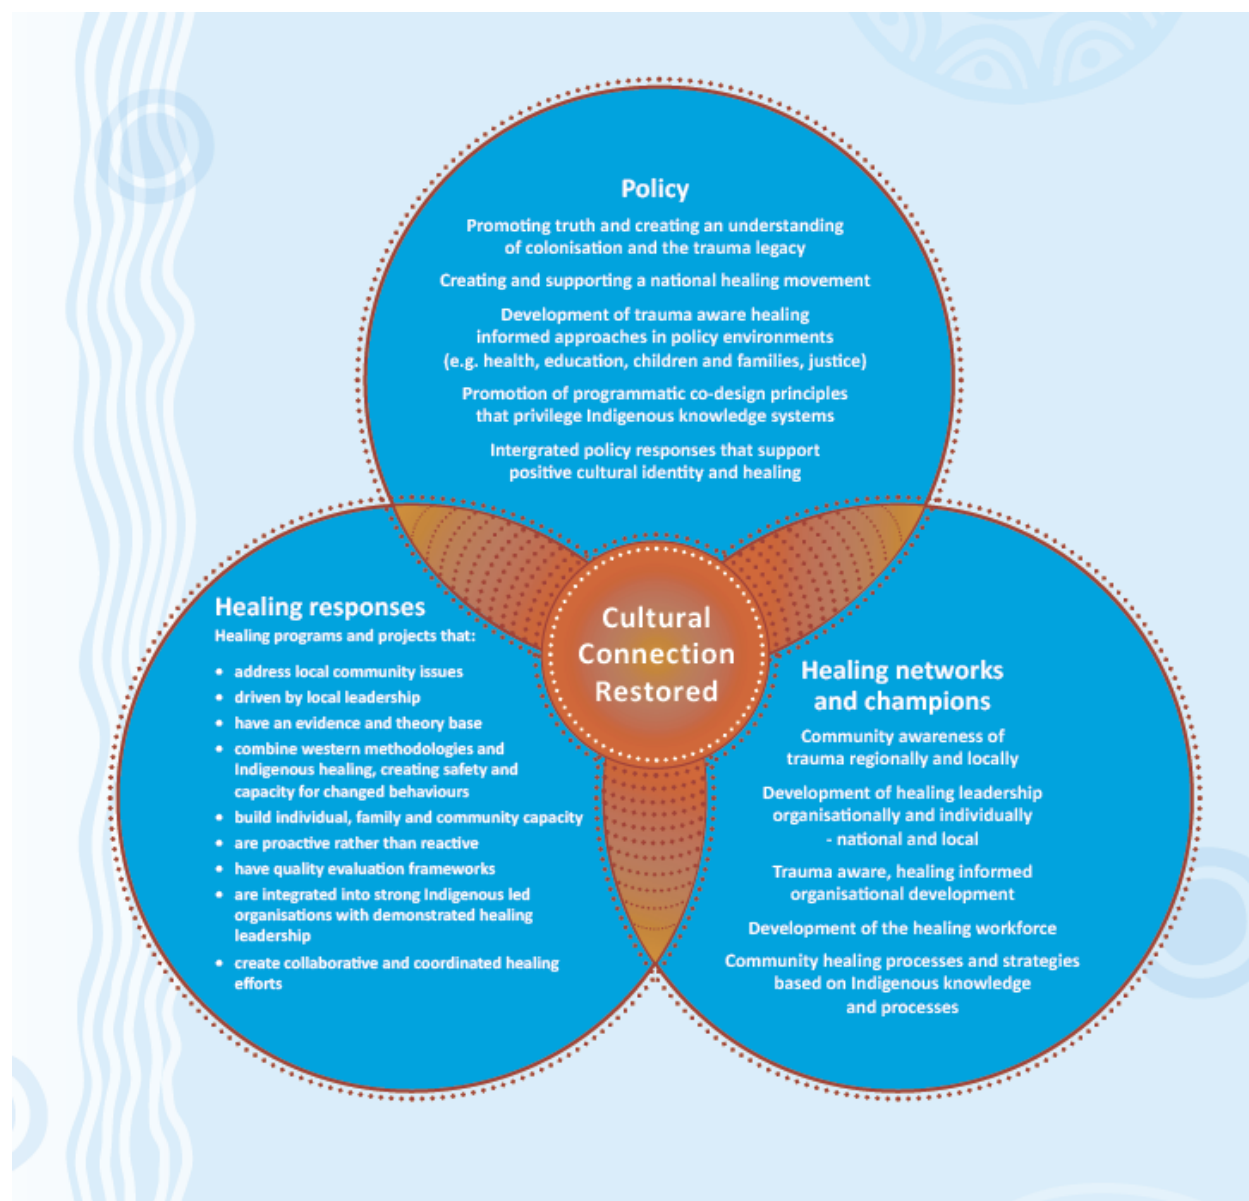 Policy
Promoting truth and creating an understanding
of colonisation and the trauma legacy
Creating and supporting a national healing movement
Development of trauma aware healing
informed approaches in policy environments
(e.g. health, education, children and families, justice)
Promotion of programmatic co-design principles
that privilege Indigenous knowledge systems
Intergrated policy responses that support
positive cultural identity and healing
Cultural
Connection
Restored
Healing responses
Healing programs and projects that:
• address local community issues
• driven by local leadership
• have an evidence and theory base
• combine western methodologies and
Indigenous healing, creating safety and
capacity for changed behaviours
• build individual, family and community capacity
• are proactive rather than reactive
• have quality evaluation frameworks
• are integrated into strong Indigenous led
organisations with demonstrated healing
leadership
• create collaborative and coordinated healing
efforts
Healing networks
and champions
Community awareness of
trauma regionally and locally
Development of healing leadership
organisationally and individually
- national and local
Trauma aware, healing informed
organisational development
Development of the healing workforce
Community healing processes and strategies
based on Indigenous knowledge
and processes